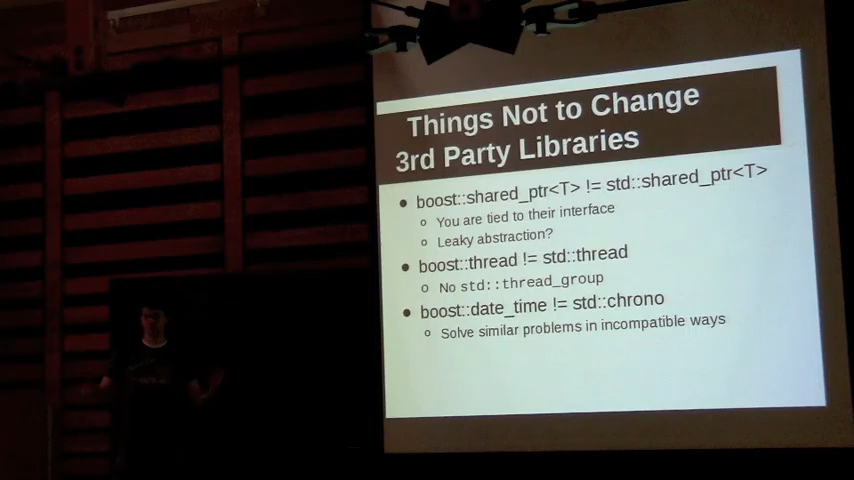 Things Not to Change
3rd Party Libraries
● boost::shared_ptr<T> != std::shared_ptr<T>
○ You are tied to their interface
○ Leaky abstraction?
● boost::thread != std::thread
○ No std::thread_group
● boost::date_time != std::chrono
○ Solve similar problems in incompatible ways